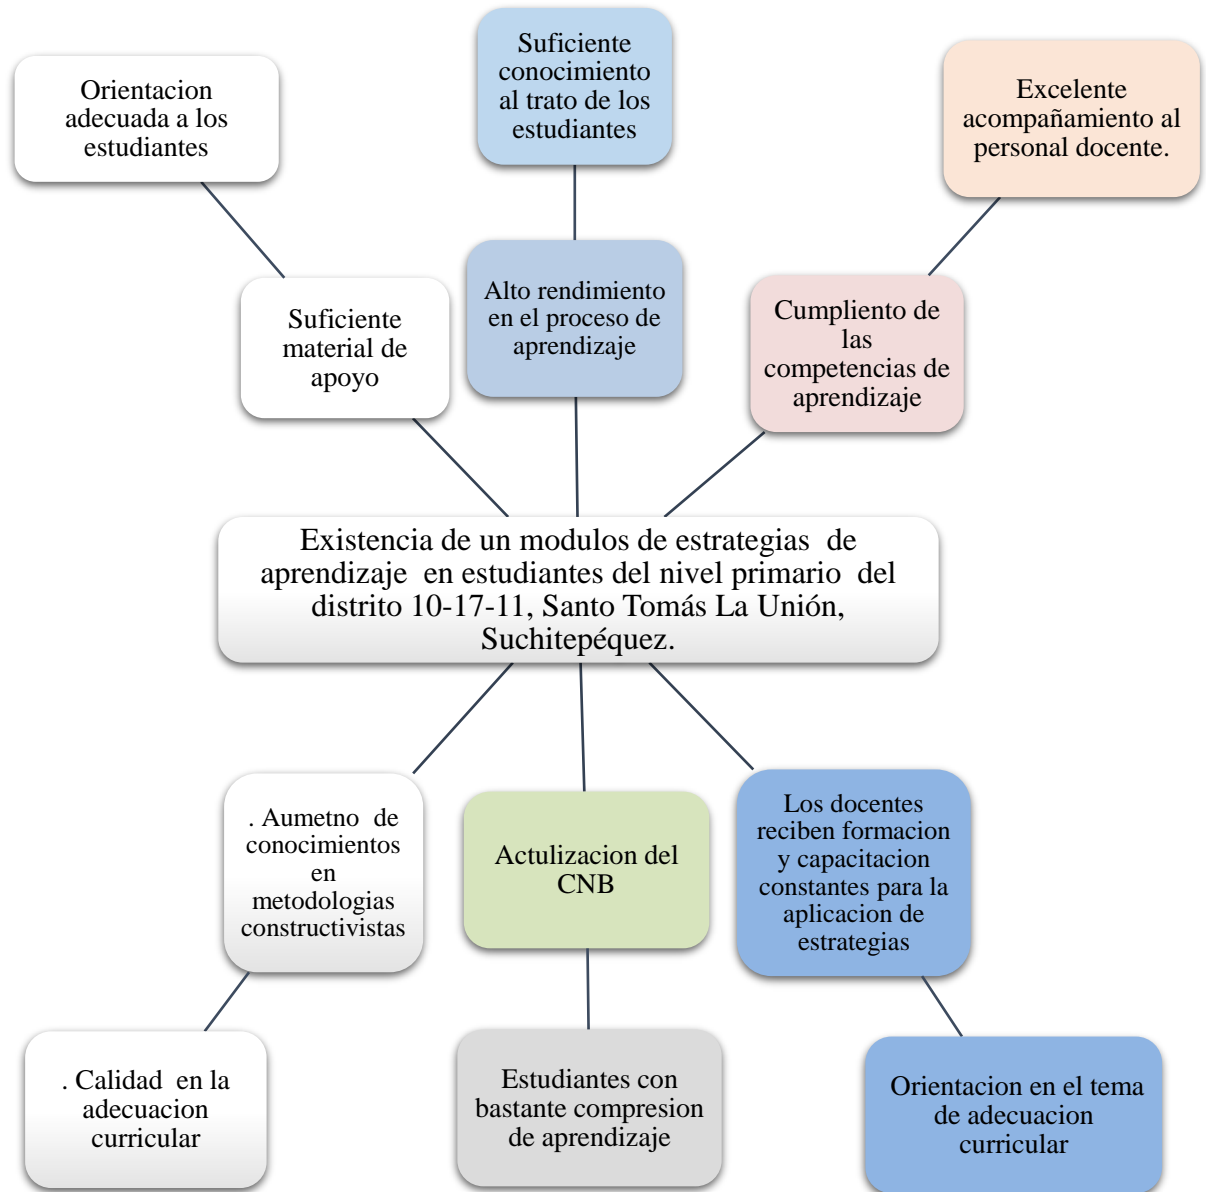 Suficiente
conocimiento
al trato de los
estudiantes
Orientacion
adecuada a los
estudiantes
Excelente
acompañamiento al
personal docente.
Suficiente
material de
apoyo
Alto rendimiento
en el proceso de
aprendizaje
Cumpliento de
las
competencias de
aprendizaje
Existencia de un modulos de estrategias de
aprendizaje en estudiantes del nivel primario del
distrito 10-17-11, Santo Tomás La Unión,
Suchitepéquez.
. Aumetno de
conocimientos
en
metodologias
constructivistas
Actulizacion del
CNB
Los docentes
reciben formacion
y capacitacion
constantes para la
aplicacion de
estrategias
. Calidad en la
adecuacion
curricular
Estudiantes con
bastante compresion
de aprendizaje
Orientacion en el tema
de adecuacion
curricular